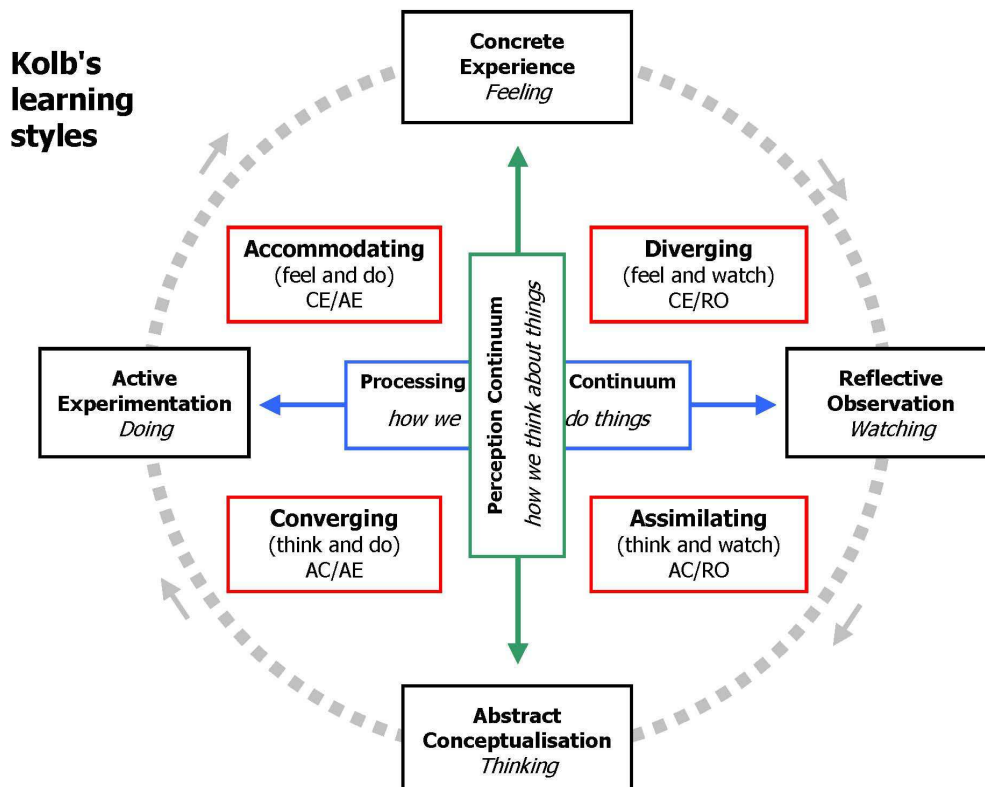 Kolb's
learning
styles
Concrete
Experience
Feeling
Accommodating
(feel and do)
CE/AE
Diverging
(feel and watch)
CE/RO
Perception Continuum
how we think about things
Active
Experimentation
Doing
Processing Continuum
how we do things
Reflective
Observation
Watching
Converging
(think and do)
AC/AE
Assimilating
(think and watch)
AC/RO
Abstract
Conceptualisation
Thinking